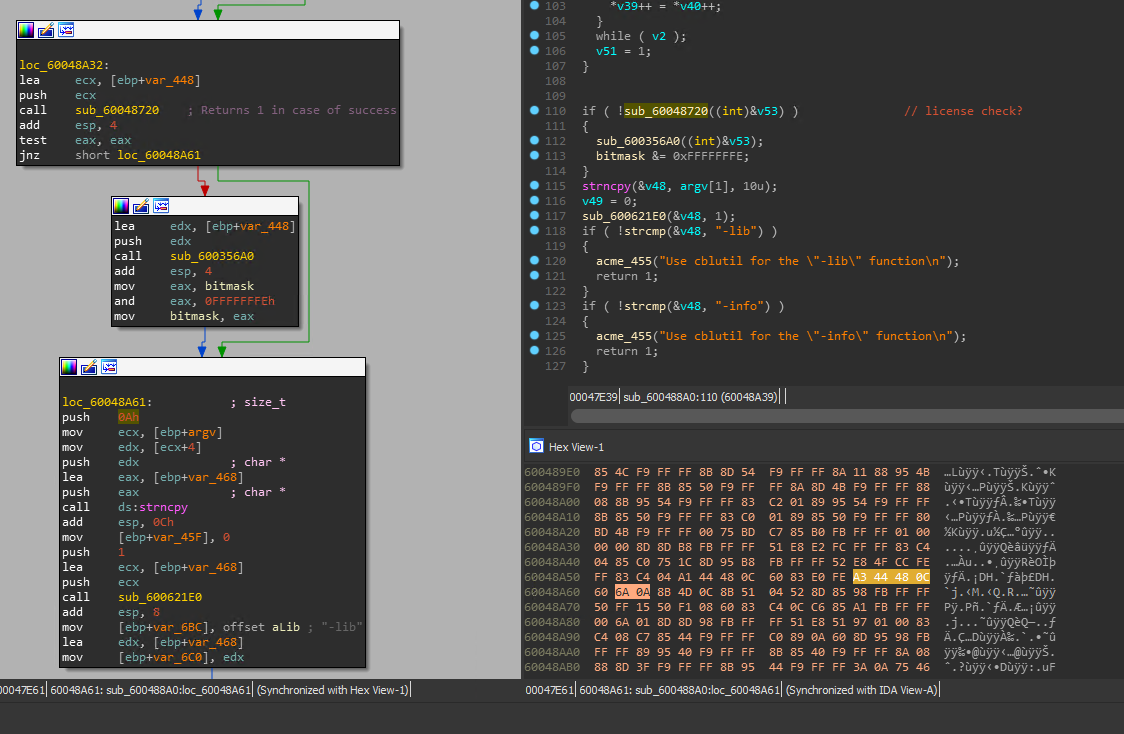 loc_60048A32:
lea     ecx, [ebp+var_448]
push    ecx
call    sub_60048720    ; Returns 1 in case of success
add     esp, 4
test    eax, eax
jnz     short loc_60048A61
lea     edx, [ebp+var_448]
push    edx
call    sub_600356A0
add     esp, 4
mov     eax, bitmask
and     eax, 0FFFFFFFEh
mov     bitmask, eax
loc_60048A61:           ; size_t
push    0Ah
mov     ecx, [ebp+argv]
mov     edx, [ecx+4]
push    edx             ; char *
lea     eax, [ebp+var_468]
push    eax             ; char *
call    ds:strncpy
add     esp, 0Ch
mov     [ebp+var_45F], 0
push    1
lea     ecx, [ebp+var_468]
push    ecx
call    sub_600621E0
add     esp, 8
mov     [ebp+var_6BC], offset aLib ; "-lib"
lea     edx, [ebp+var_468]
mov     [ebp+var_6C0], edx
00047E61 60048A61: sub_600488A0:loc_60048A61 (Synchronized with Hex View-1)
103       *v39++ = *v40++;
104     }
105     while ( v2 );
106     v51 = 1;
107   }
108
109
110   if ( !sub_60048720((int)&v53) )               // license check?
111   {
112     sub_600356A0((int)&v53);
113     bitmask &= 0xFFFFFFFE;
114   }
115   strncpy(&v48, argv[1], 10u);
116   v49 = 0;
117   sub_600621E0(&v48, 1);
118   if ( !strcmp(&v48, "-lib") )
119   {
120     acme_455("Use cblutil for the \"-lib\" function\n");
121     return 1;
122   }
123   if ( !strcmp(&v48, "-info") )
124   {
125     acme_455("Use cblutil for the \"-info\" function\n");
126     return 1;
127   }
00047E39 sub_600488A0:110 (60048A39)
Hex View-1
600489E0  85 4C F9 FF FF 8B 8D 54  F9 FF FF 8A 11 88 95 4B  …Lùÿÿ‹.TùÿÿŠ.ˆ•K
600489F0  F9 FF FF 8B 85 50 F9 FF  FF 8A 8D 4B F9 FF FF 88  ùÿÿ‹…PùÿÿŠ.Kùÿÿˆ
60048A00  08 8B 95 54 F9 FF FF 83  C2 01 89 95 54 F9 FF FF  .‹•TùÿÿƒÂ.‰•Tùÿÿ
60048A10  8B 85 50 F9 FF FF 83 C0  01 89 85 50 F9 FF FF 80  ‹…PùÿÿƒÀ.‰…Pùÿÿ€
60048A20  BD 4B F9 FF FF 00 75 BD  C7 85 B0 FB FF FF 01 00  ½Kùÿÿ.u½Ç…°ûÿÿ..
60048A30  00 00 8D 8D B8 FB FF FF  51 E8 E2 FC FF FF 83 C4  ....¸ûÿÿQèâüÿÿƒÄ
60048A40  04 85 C0 75 1C 8D 95 B8  FB FF FF 52 E8 4F CC FE  .…Àu..•¸ûÿÿRèOÌþ
60048A50  FF 83 C4 04 A1 44 48 0C  60 83 E0 FE A3 44 48 0C  ÿƒÄ.¡DH.`ƒàþ£DH.
60048A60  60 6A 0A 8B 4D 0C 8B 51  04 52 8D 85 98 FB FF FF  `j.‹M.‹Q.R.…˜ûÿÿ
60048A70  50 FF 15 50 F1 08 60 83  C4 0C C6 85 A1 FB FF FF  Pÿ.Pñ.`ƒÄ.Æ…¡ûÿÿ
60048A80  00 6A 01 8D 8D 98 FB FF  FF 51 E8 51 97 01 00 83  .j...˜ûÿÿQèQ—..ƒ
60048A90  C4 08 C7 85 44 F9 FF FF  C0 89 0A 60 8D 95 98 FB  Ä.Ç…DùÿÿÀ‰.`.•˜û
60048AA0  FF FF 89 95 40 F9 FF FF  8B 85 40 F9 FF FF 8A 08  ÿÿ‰•@ùÿÿ‹…@ùÿÿŠ.
60048AB0  88 8D 3F F9 FF FF 8B 95  44 F9 FF FF 3A 0A 75 46  ˆ.?ùÿÿ‹•Dùÿÿ:.uF
00047E61 60048A61: sub_600488A0:loc_60048A61 (Synchronized with IDA View-A)